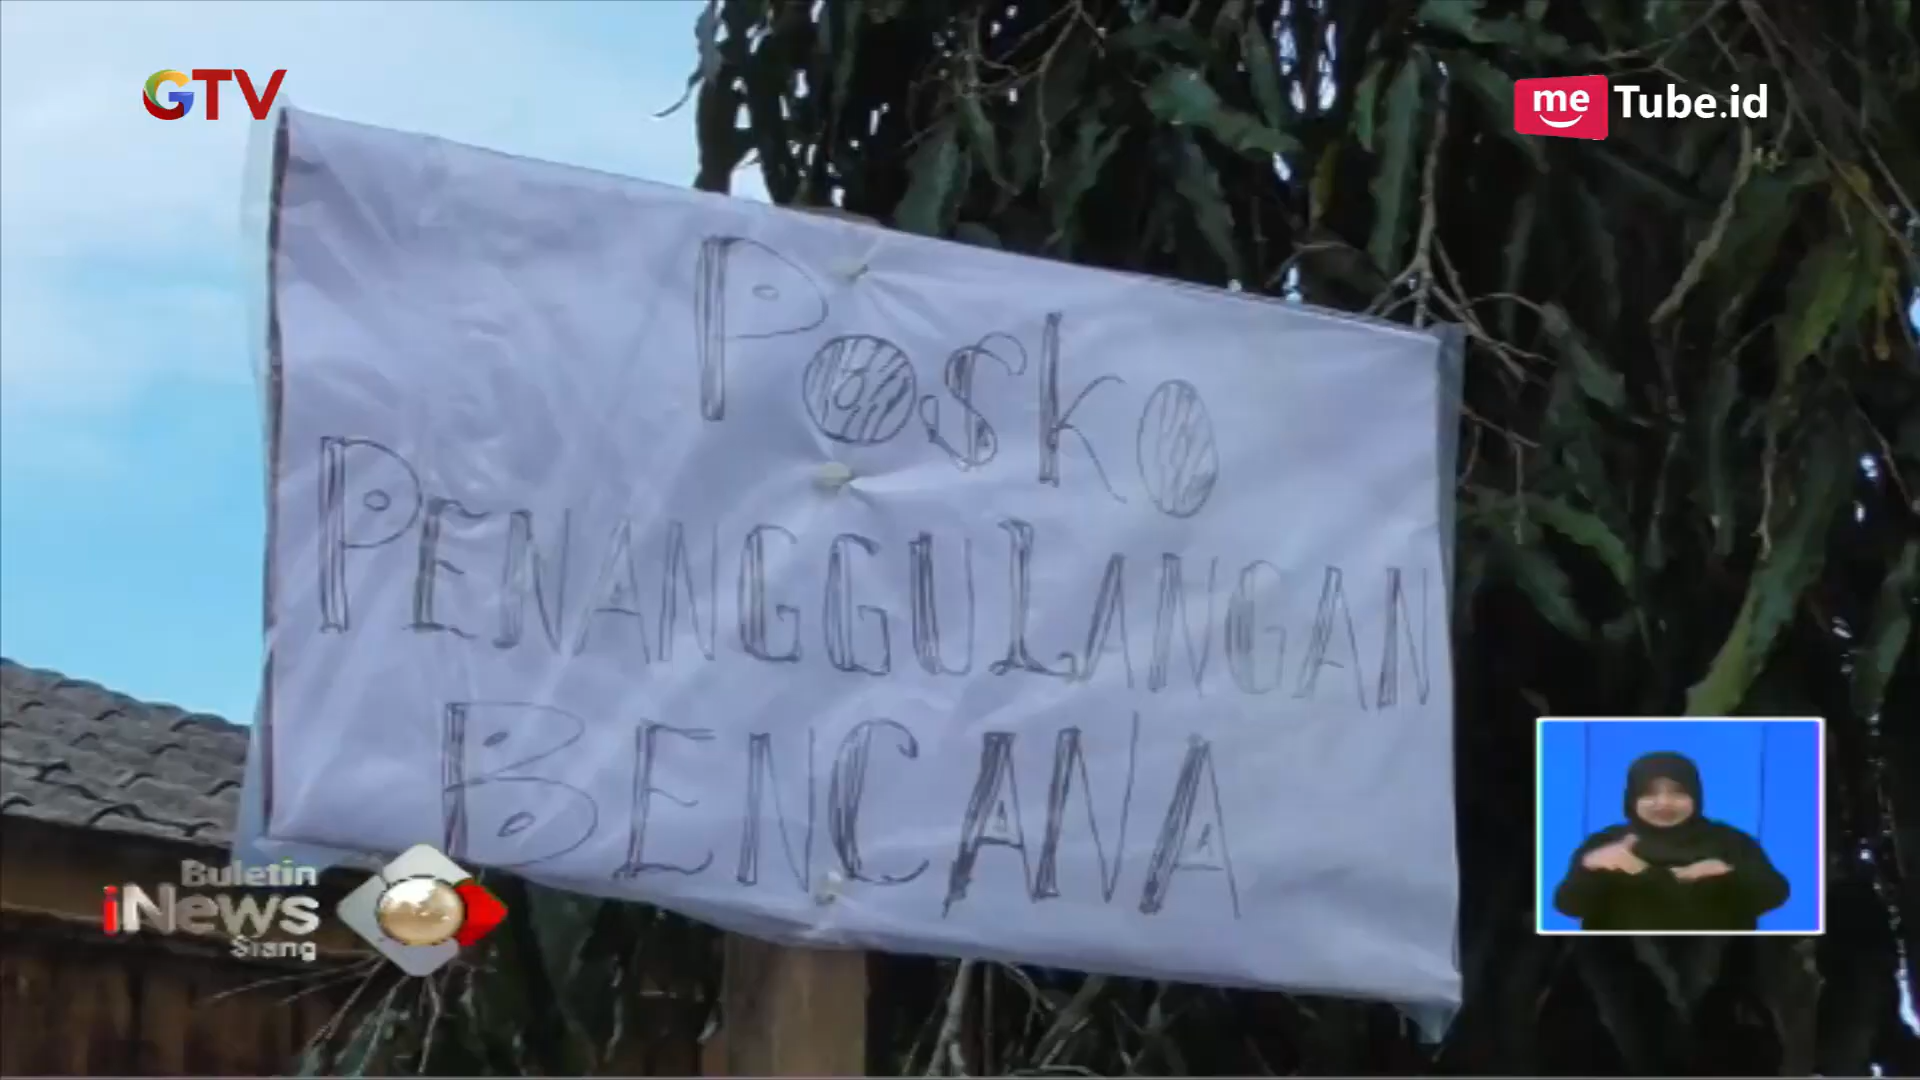 GTV
me Tube.id
Posko
PENANGGULANGAN
BENCANA
Buletin
iNews
Siang